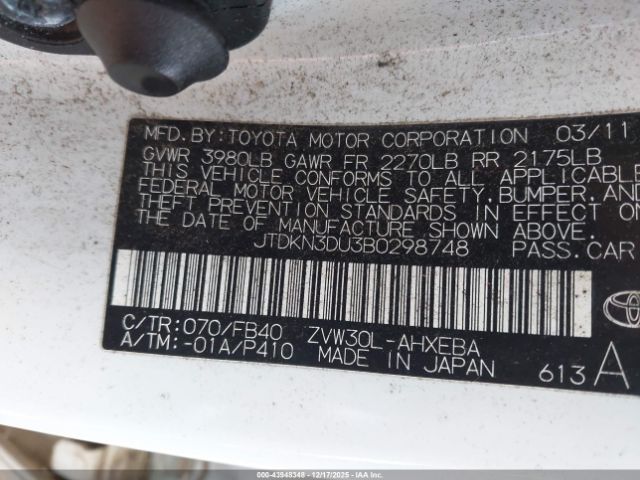 MFD.BY:TOYOTA MOTOR CORPORATION 03/11
GVWR 3980LB GAWR FR 2270LB RR 2175LB
THIS VEHICLE CONFORMS TO ALL APPLICABLE
FEDERAL MOTOR VEHICLE SAFETY,BUMPER,AND
THEFT PREVENTION STANDARDS IN EFFECT ON
THE DATE OF MANUFACTURE SHOWN ABOVE.
JTDKN3DU3B0298748 PASS.CAR
C/TR:070/FB40 ZVW30L-AHXEBA
A/TM:-01A/P410 MADE IN JAPAN 613 A
000-43948348 - 12/17/2025 - IAAI.COM